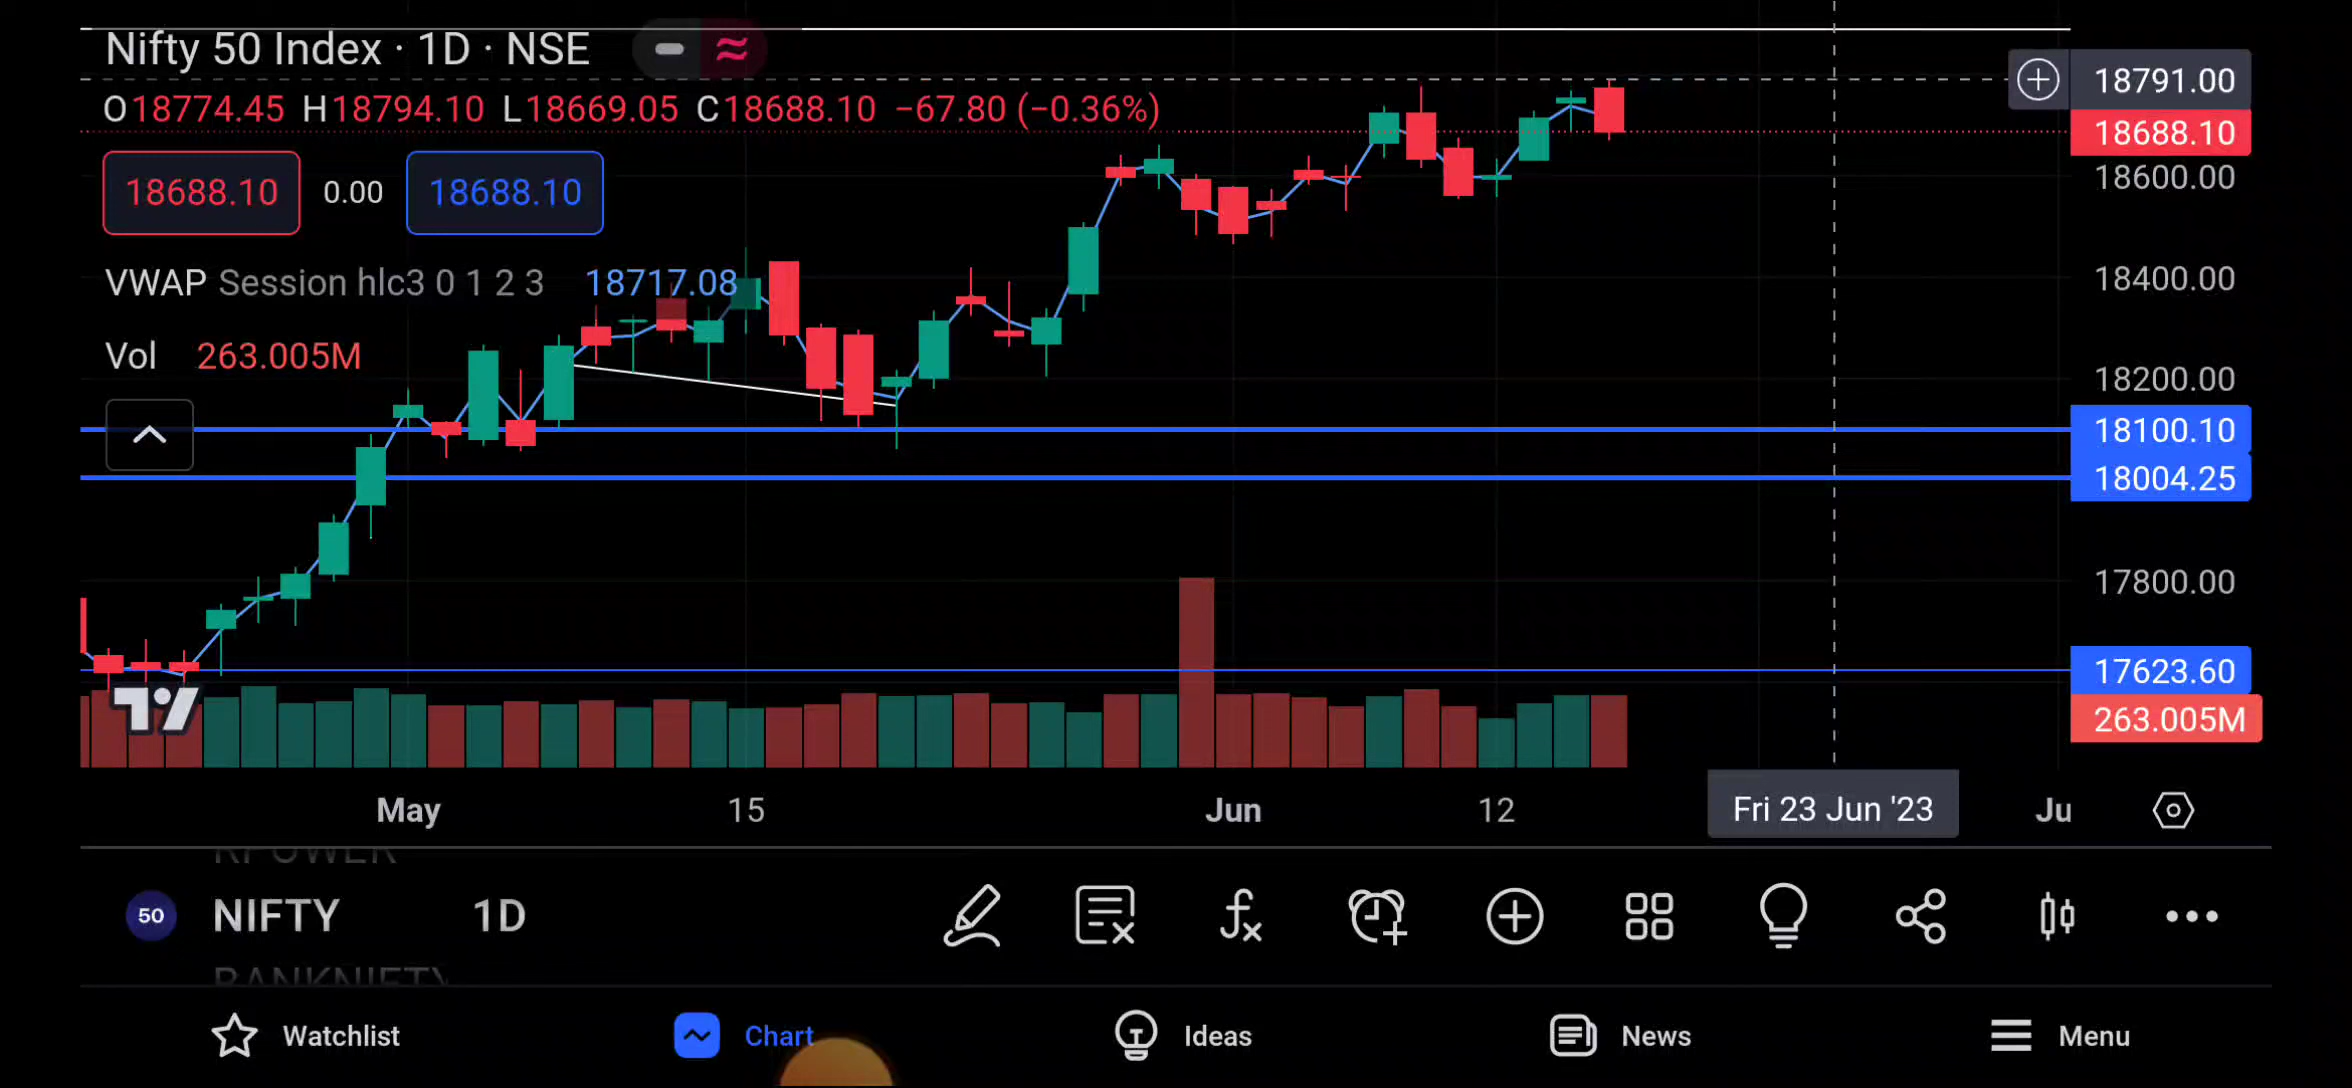 Nifty 50 Index · 1D · NSE
O18774.45 H18794.10 L18669.05 C18688.10 −67.80 (−0.36%)
18688.10 0.00 18688.10
VWAP Session hlc3 0 1 2 3 18717.08
Vol 263.005M
18791.00
18688.10
18600.00
18400.00
18200.00
18100.10
18004.25
17800.00
17623.60
263.005M
May 15 Jun 12 Fri 23 Jun '23 Ju
RPOWER
50 NIFTY 1D
BANKNIFTY
Watchlist Chart Ideas News Menu